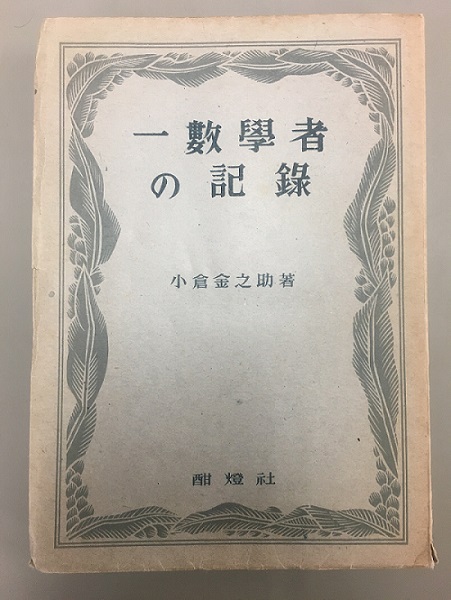 一數學者
の記錄
小倉金之助著
酣燈社